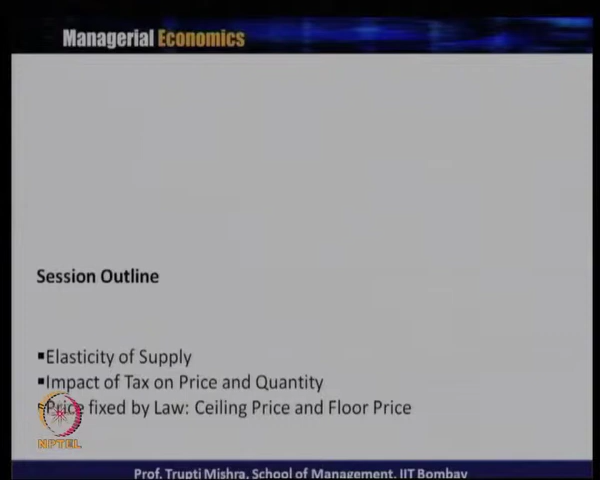 Managerial Economics
Session Outline
▪Elasticity of Supply
▪Impact of Tax on Price and Quantity
▪Price fixed by Law: Ceiling Price and Floor Price
NPTEL
Prof. Trupti Mishra, School of Management, IIT Bombay